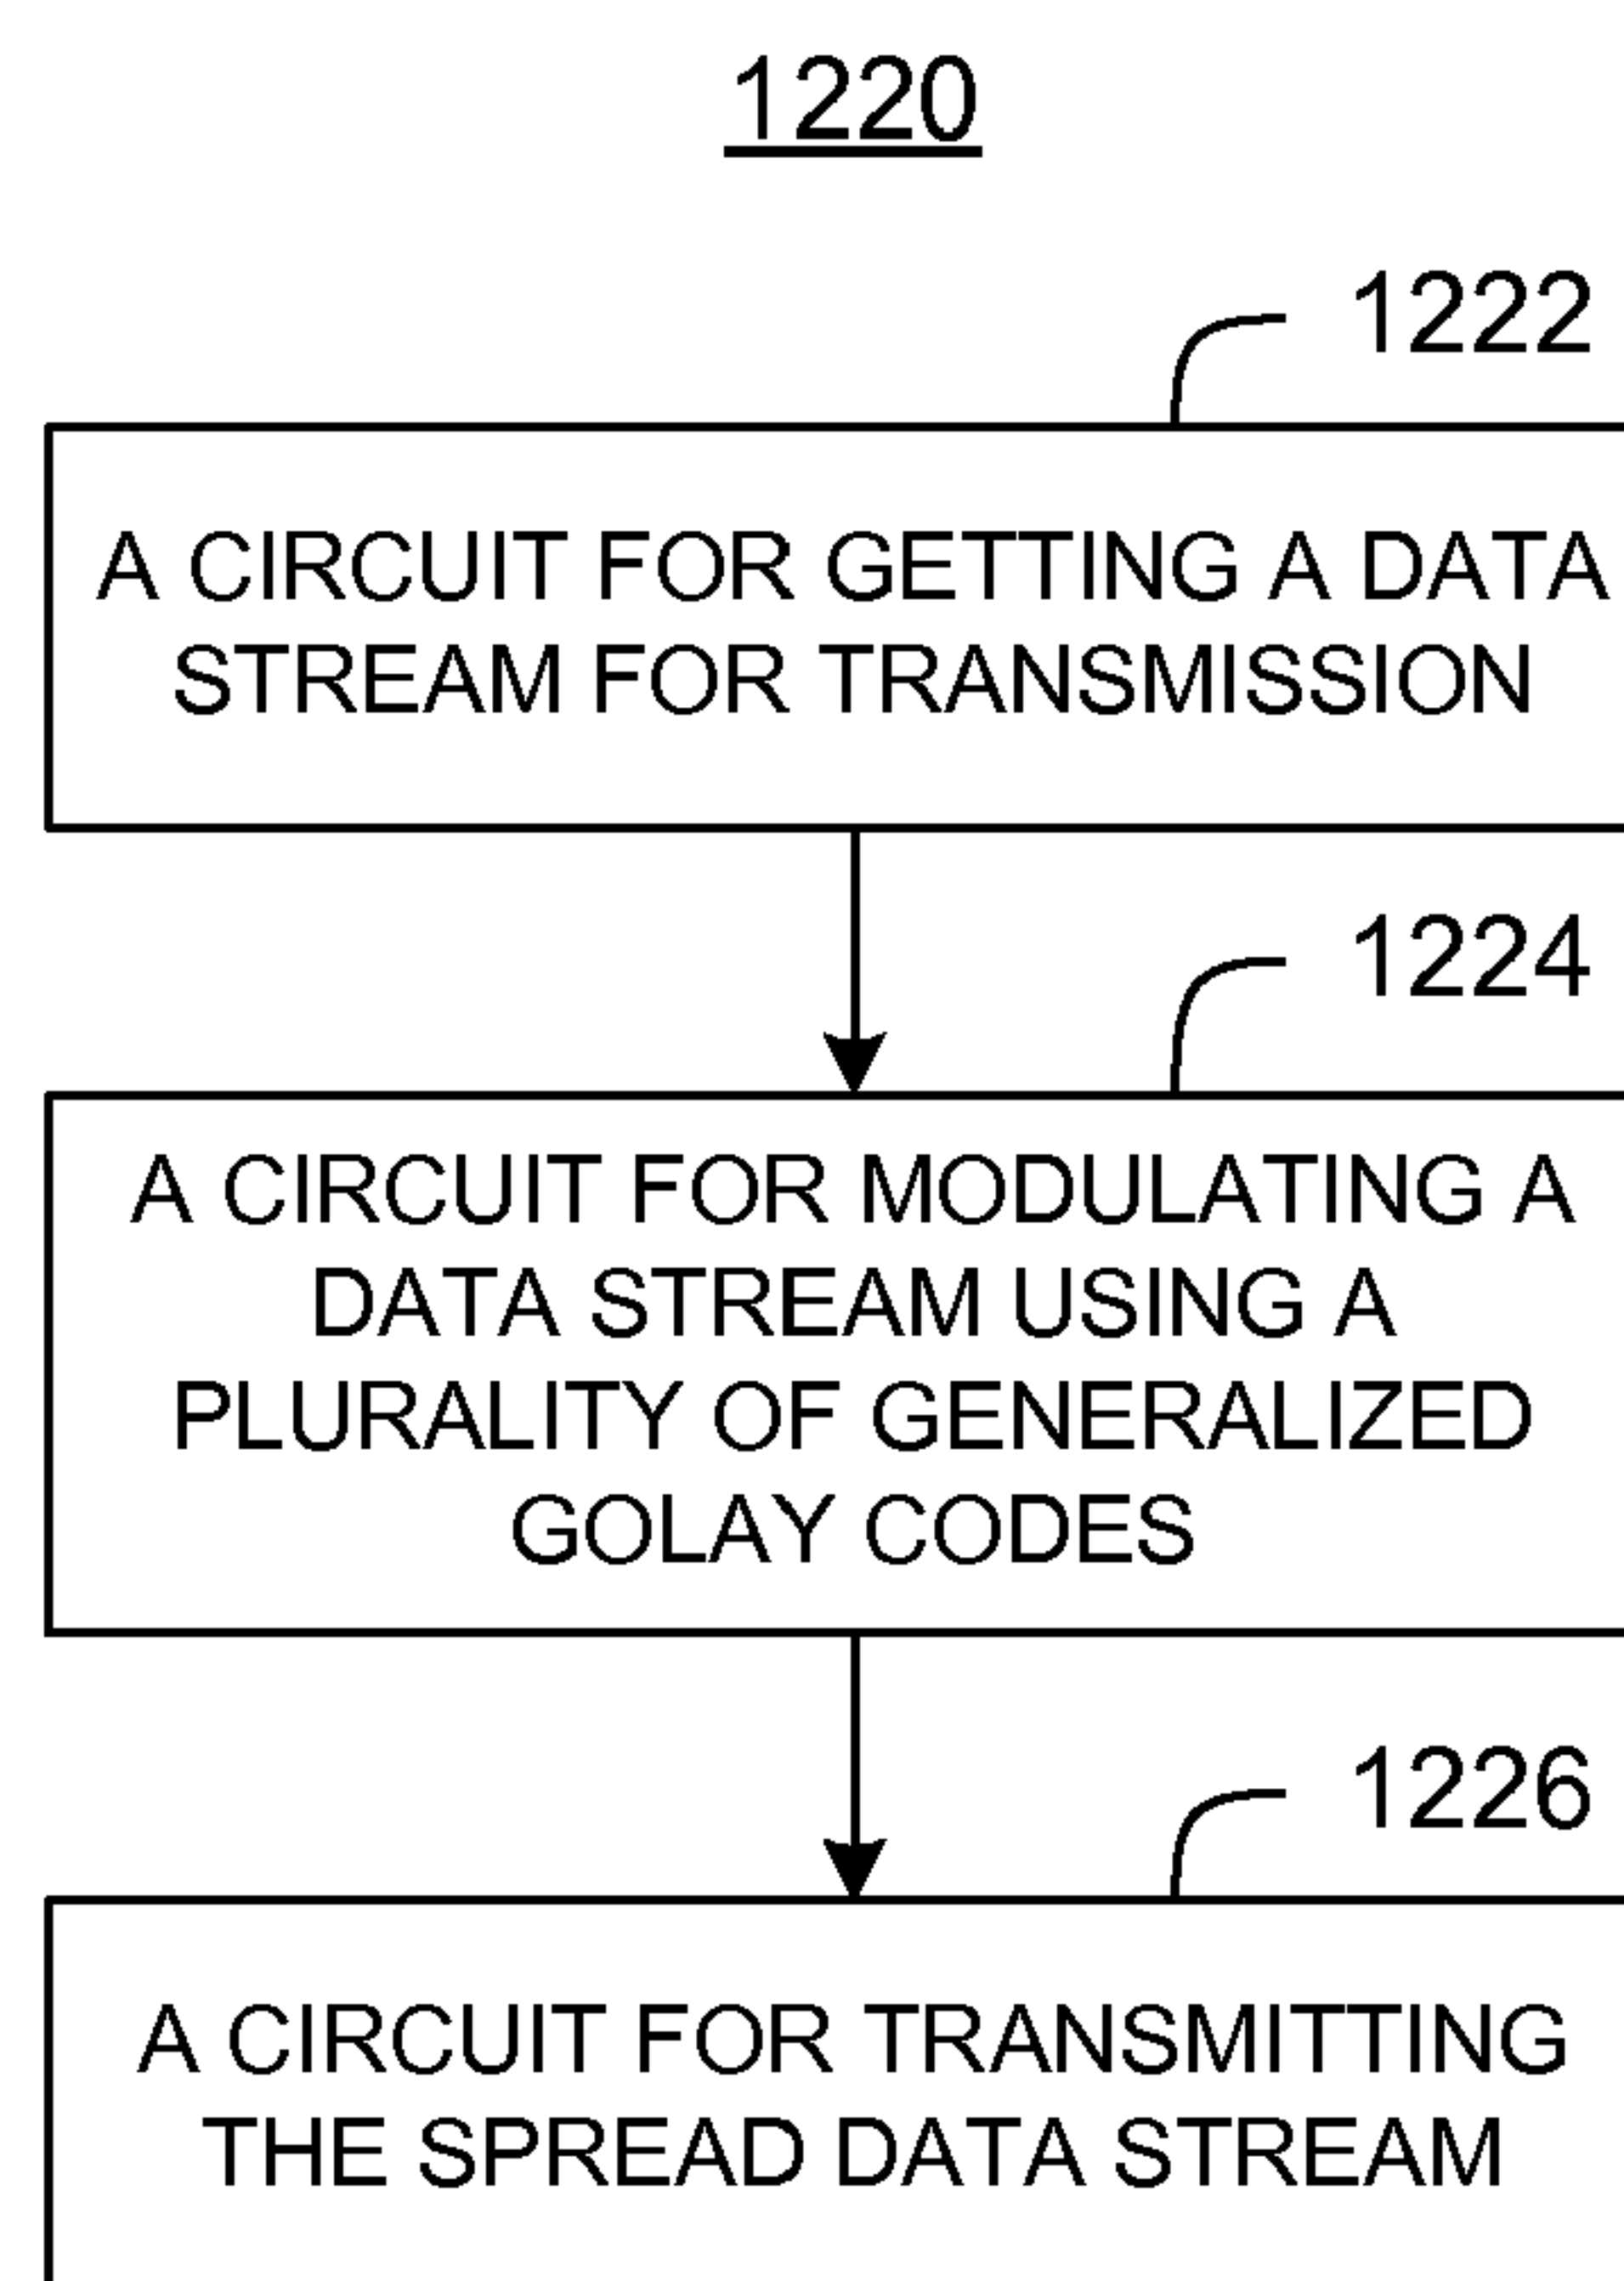 1220
1222
A CIRCUIT FOR GETTING A DATA
STREAM FOR TRANSMISSION
1224
A CIRCUIT FOR MODULATING A
DATA STREAM USING A
PLURALITY OF GENERALIZED
GOLAY CODES
1226
A CIRCUIT FOR TRANSMITTING
THE SPREAD DATA STREAM